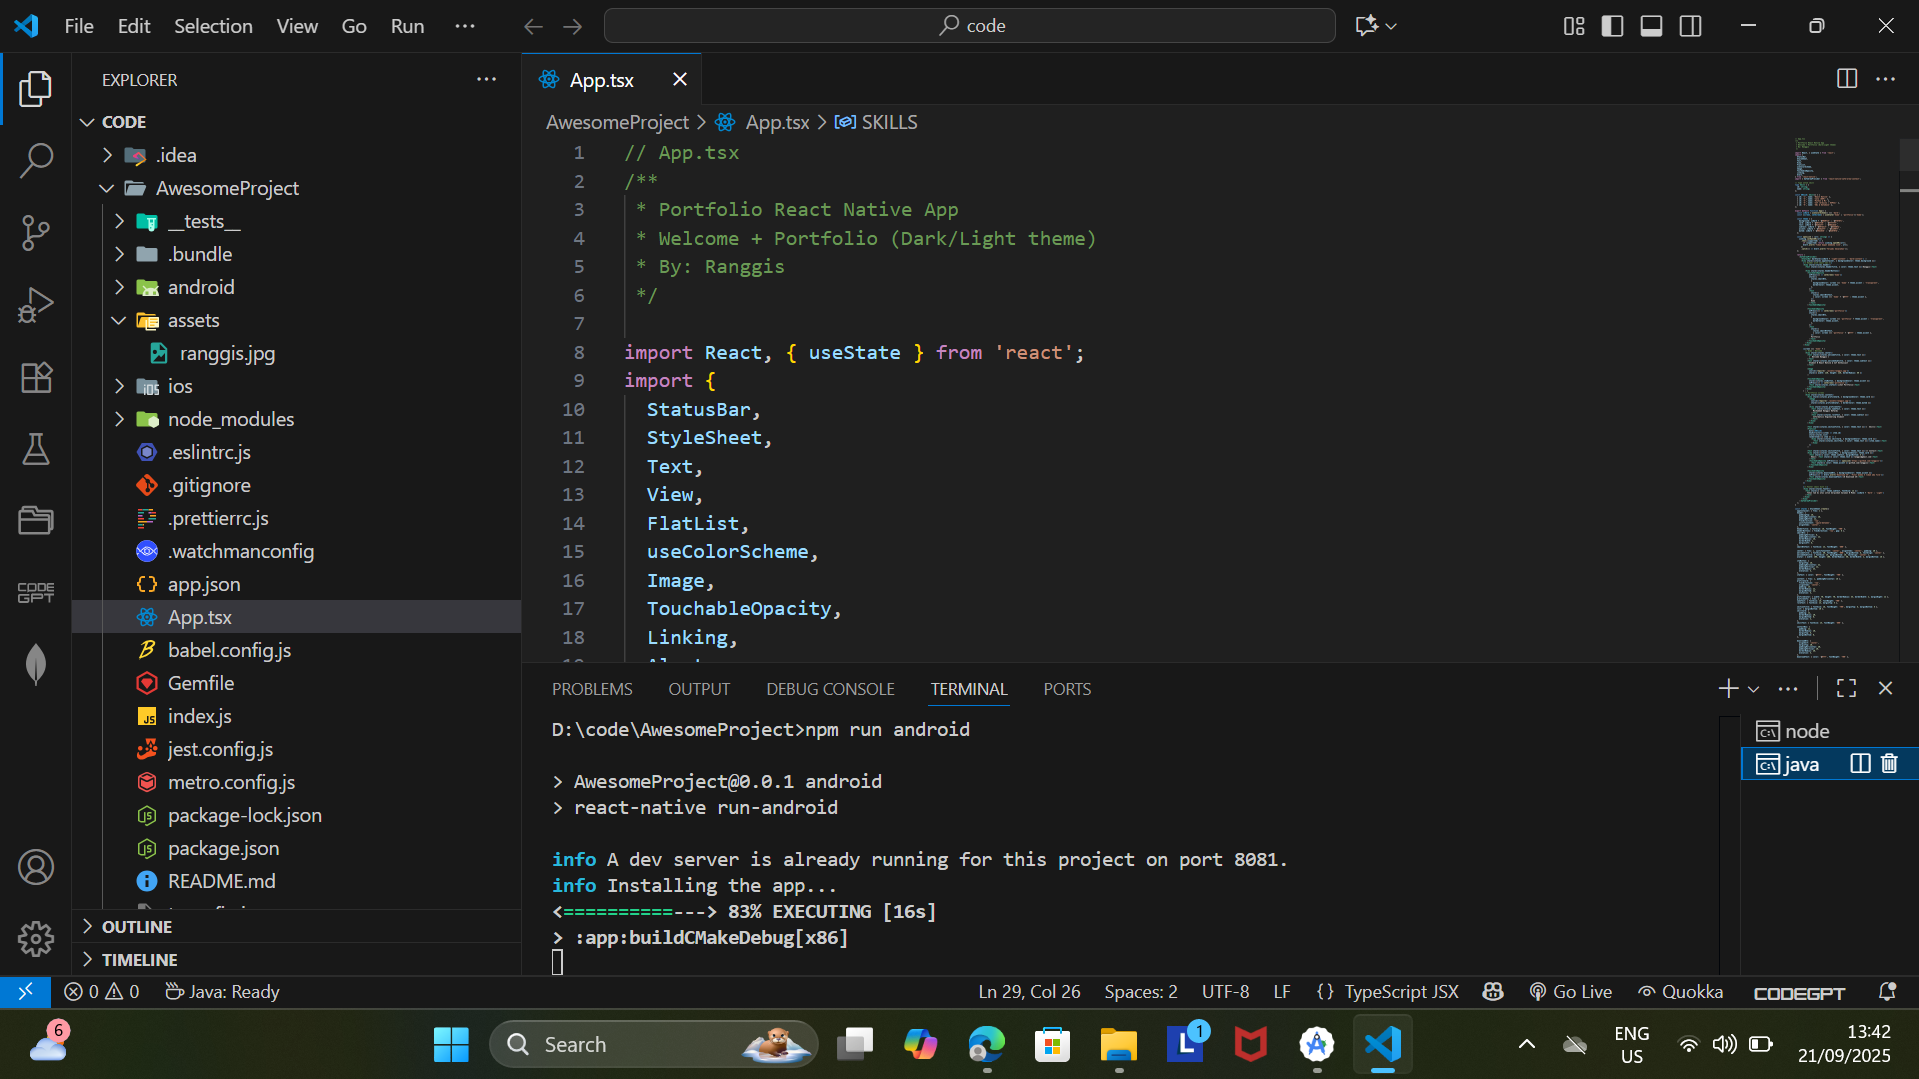 File Edit Selection View Go Run
code
EXPLORER
CODE
.idea
AwesomeProject
__tests__
.bundle
android
assets
ranggis.jpg
ios
node_modules
.eslintrc.js
.gitignore
.prettierrc.js
.watchmanconfig
app.json
App.tsx
babel.config.js
Gemfile
index.js
jest.config.js
metro.config.js
package-lock.json
package.json
README.md
OUTLINE
TIMELINE
CODE
GPT
App.tsx
AwesomeProject > App.tsx > SKILLS
1 // App.tsx
2 /**
3 * Portfolio React Native App
4 * Welcome + Portfolio (Dark/Light theme)
5 * By: Ranggis
6 */
7
8 import React, { useState } from 'react';
9 import {
10 StatusBar,
11 StyleSheet,
12 Text,
13 View,
14 FlatList,
15 useColorScheme,
16 Image,
17 TouchableOpacity,
18 Linking,
PROBLEMS OUTPUT DEBUG CONSOLE TERMINAL PORTS
D:\code\AwesomeProject>npm run android
> AwesomeProject@0.0.1 android
> react-native run-android
info A dev server is already running for this project on port 8081.
info Installing the app...
<==========---> 83% EXECUTING [16s]
> :app:buildCMakeDebug[x86]
node
java
0 0 Java: Ready
Ln 29, Col 26 Spaces: 2 UTF-8 LF {} TypeScript JSX Go Live Quokka CODEGPT
6
Search
1
ENG
US
13:42
21/09/2025